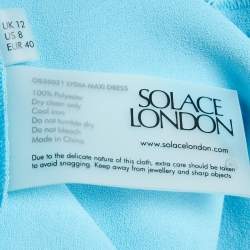 UK 12
US 8
EUR 40
OS35021 LYSHA MAXI DRESS
100% Polyester
Dry clean only
Cool iron
Do not tumble dry
Do not bleach
Made in China
SOLACE
LONDON
www.solacelondon.com
Due to the delicate nature of this cloth, extra care should be taken
to avoid snagging. Keep away from jewellery and sharp objects